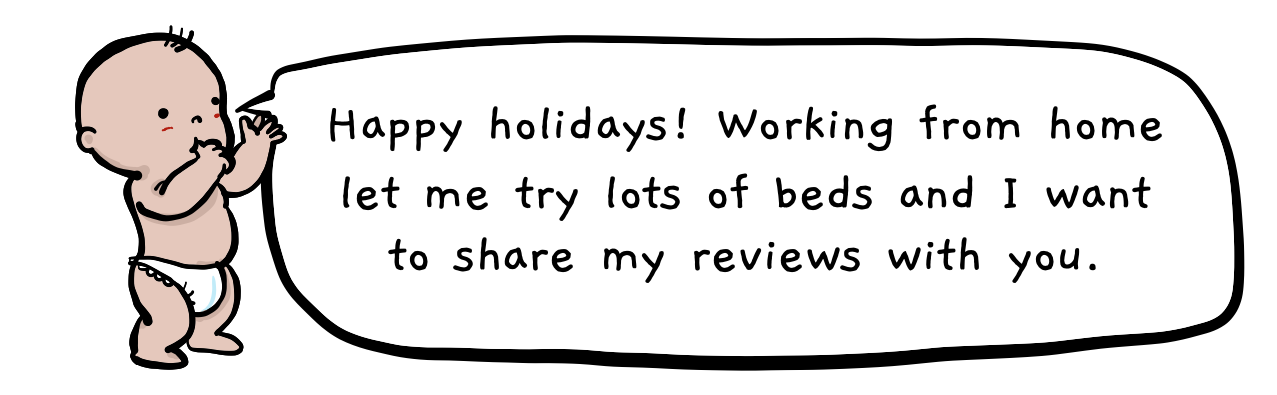 Happy holidays! Working from home
let me try lots of beds and I want
to share my reviews with you.